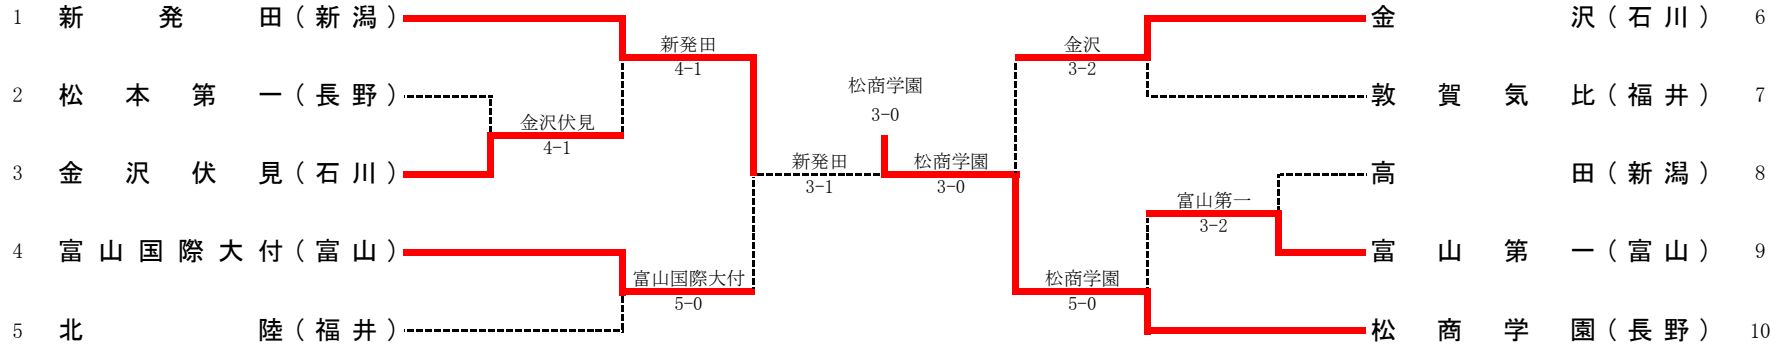 1 新発田(新潟)
2 松本第一(長野)
3 金沢伏見(石川)
4 富山国際大付(富山)
5 北陸(福井)
新発田
4-1
金沢伏見
4-1
富山国際大付
5-0
新発田
3-1
松商学園
3-0
松商学園
3-0
金沢
3-2
富山第一
3-2
松商学園
5-0
金沢(石川) 6
敦賀気比(福井) 7
高田(新潟) 8
富山第一(富山) 9
松商学園(長野) 10